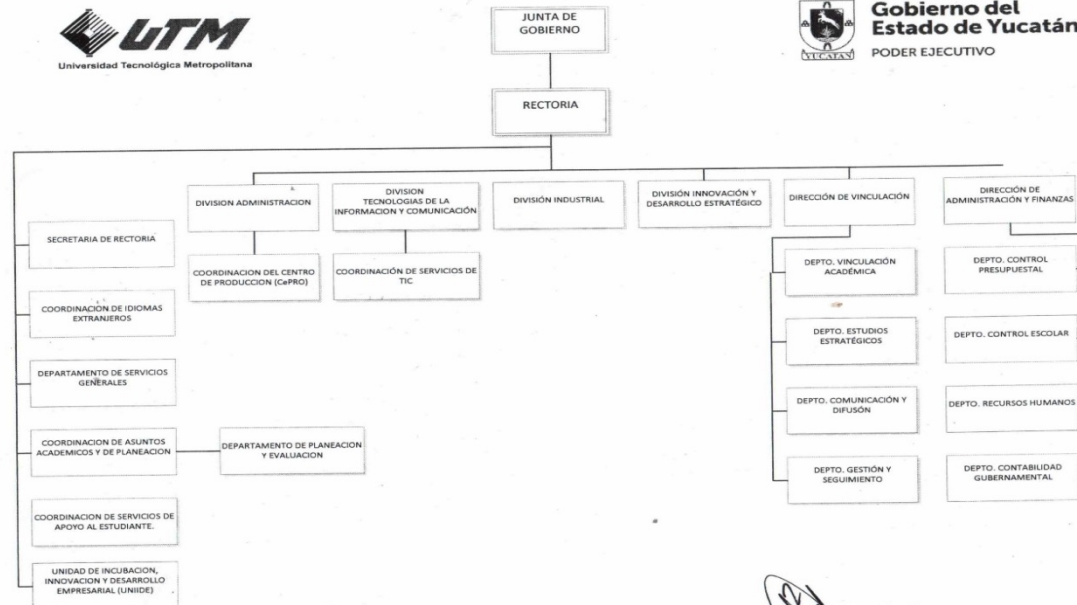 UTM
Universidad Tecnológica Metropolitana
JUNTA DE
GOBIERNO
YUCATAN
Gobierno del
Estado de Yucatán
PODER EJECUTIVO
RECTORIA
DIVISION ADMINISTRACION
DIVISION
TECNOLOGIAS DE LA
INFORMACION Y COMUNICACIÓN
DIVISIÓN INDUSTRIAL
DIVISIÓN INNOVACIÓN Y
DESARROLLO ESTRATÉGICO
DIRECCIÓN DE VINCULACIÓN
DIRECCIÓN DE
ADMINISTRACIÓN Y FINANZAS
SECRETARIA DE RECTORIA
COORDINACION DEL CENTRO
DE PRODUCCION (CePRO)
COORDINACIÓN DE SERVICIOS DE
TIC
DEPTO. VINCULACIÓN
ACADÉMICA
DEPTO. CONTROL
PRESUPUESTAL
COORDINACIÓN DE IDIOMAS
EXTRANJEROS
DEPTO. ESTUDIOS
ESTRATÉGICOS
DEPTO. CONTROL ESCOLAR
DEPARTAMENTO DE SERVICIOS
GENERALES
DEPTO. COMUNICACIÓN Y
DIFUSÓN
DEPTO. RECURSOS HUMANOS
COORDINACION DE ASUNTOS
ACADEMICOS Y DE PLANEACION
DEPARTAMENTO DE PLANEACION
Y EVALUACION
DEPTO. GESTIÓN Y
SEGUIMIENTO
DEPTO. CONTABILIDAD
GUBERNAMENTAL
COORDINACION DE SERVICIOS DE
APOYO AL ESTUDIANTE.
UNIDAD DE INCUBACION,
INNOVACION Y DESARROLLO
EMPRESARIAL (UNIIDE)